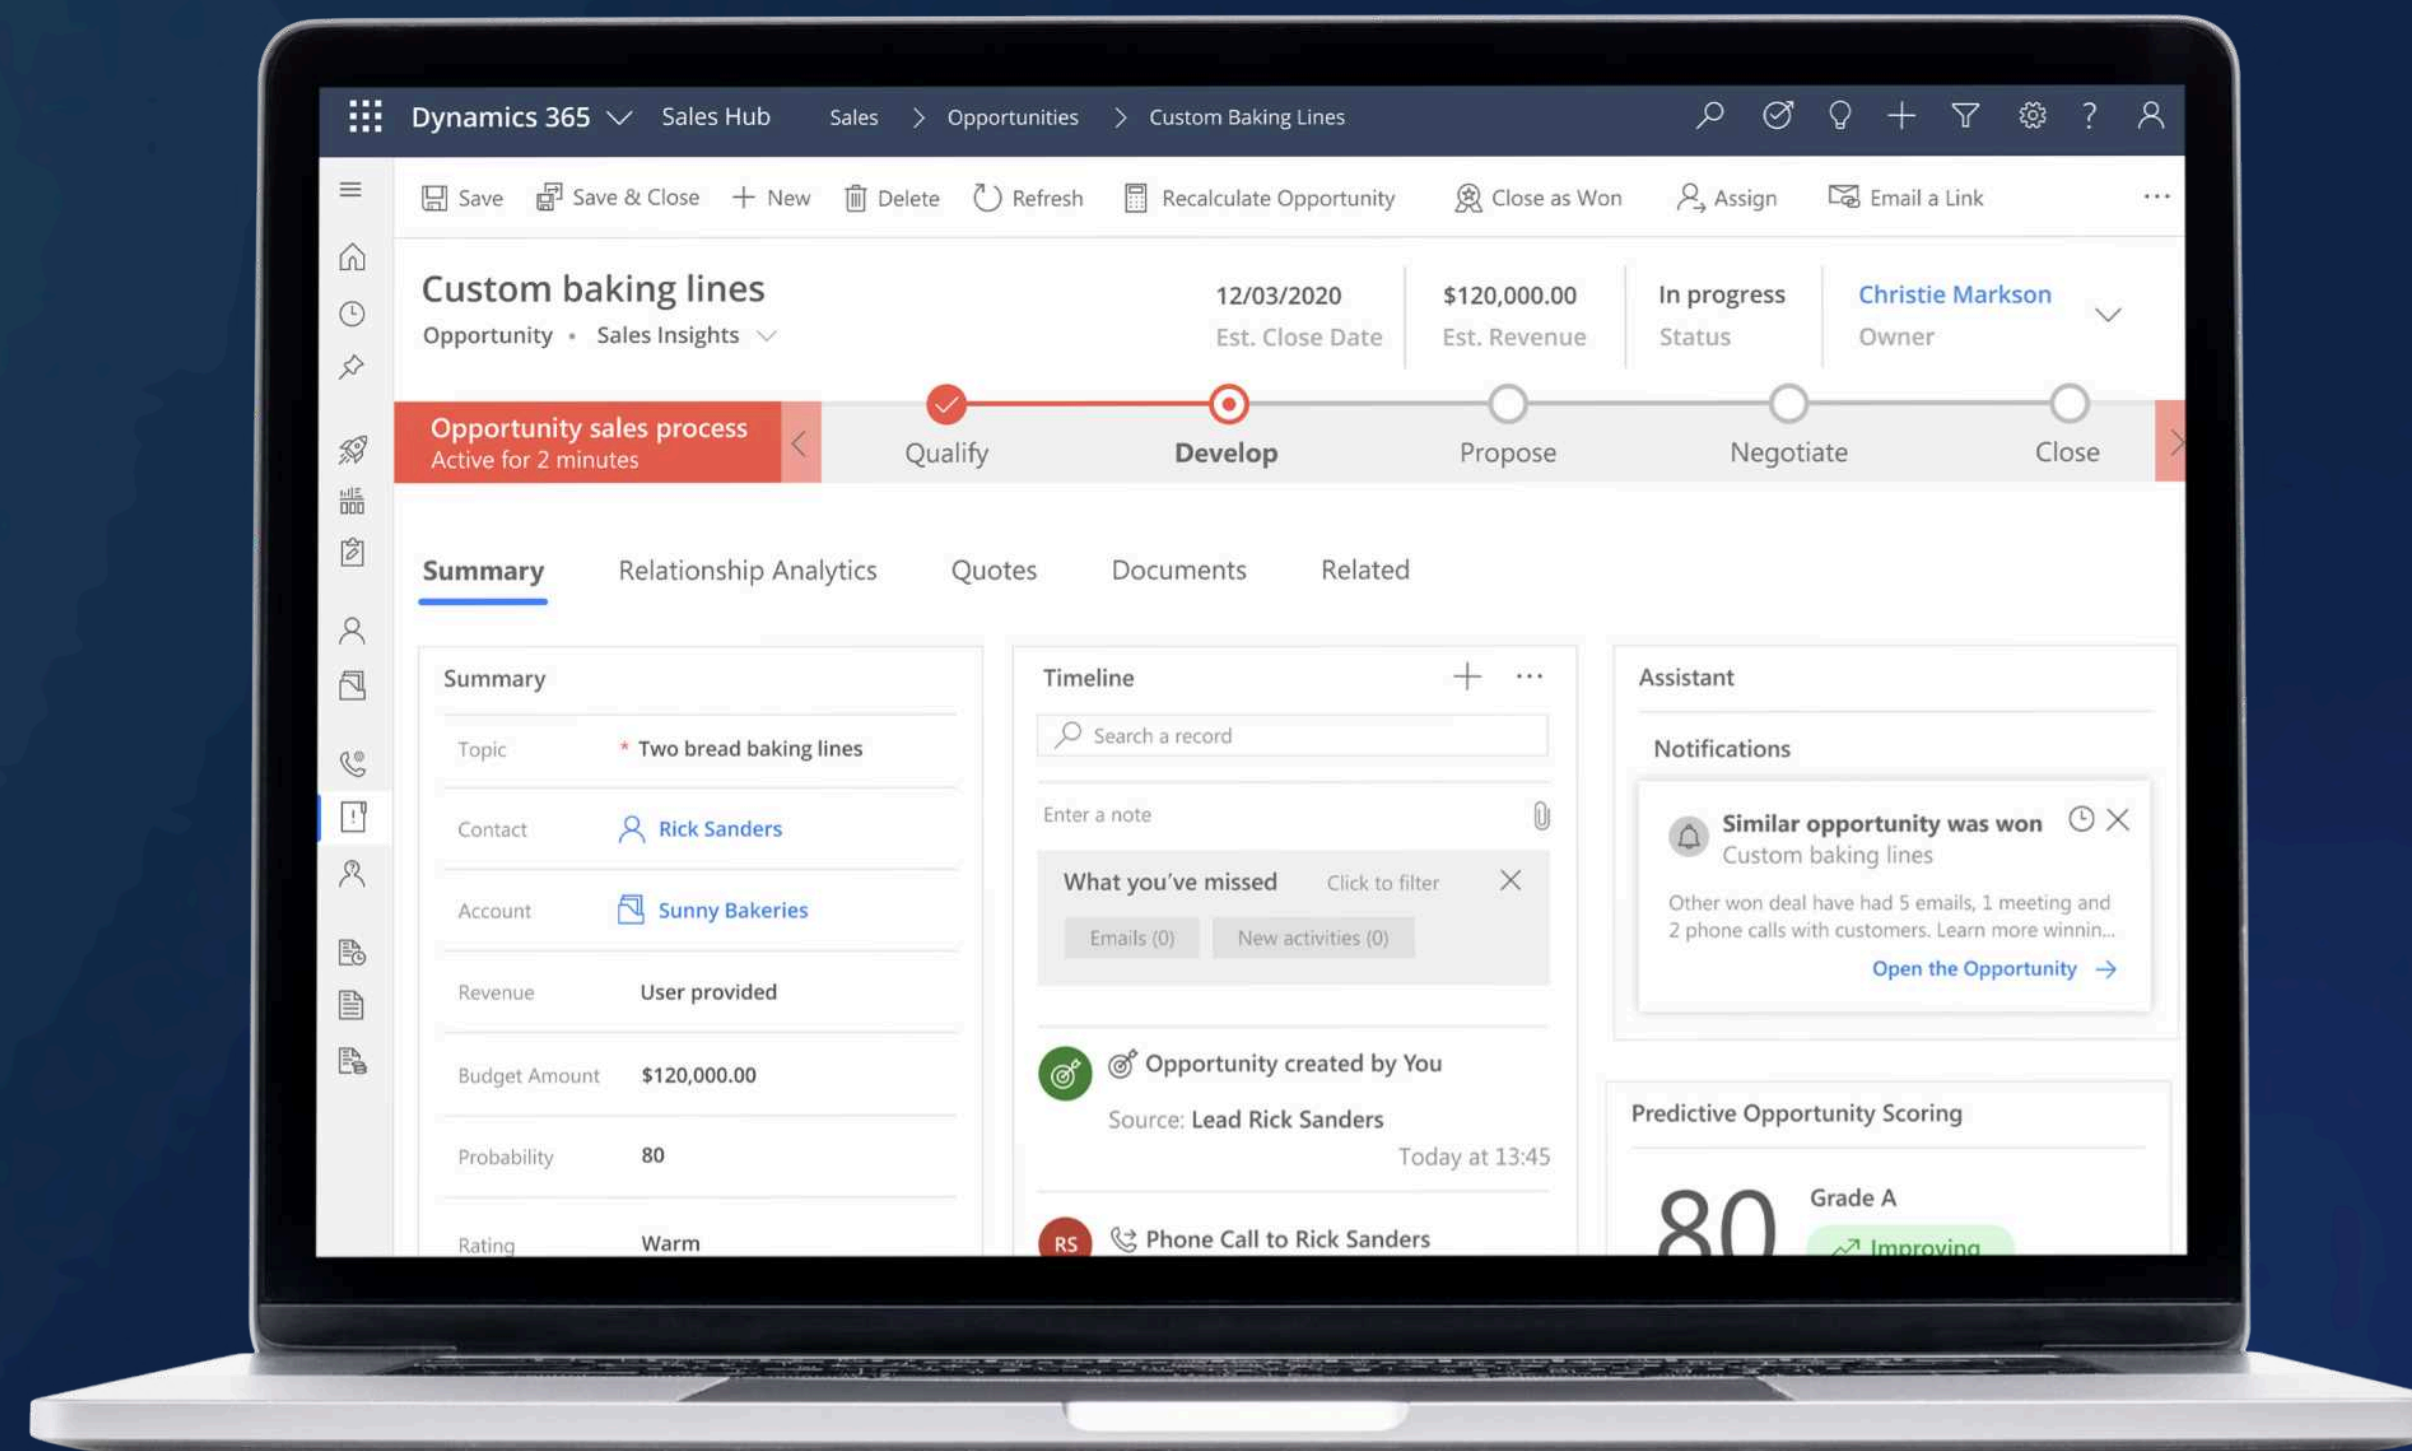 Dynamics 365 Sales Hub Sales > Opportunities > Custom Baking Lines ?
Save Save & Close + New Delete Refresh Recalculate Opportunity Close as Won Assign Email a Link ...
Custom baking lines
Opportunity • Sales Insights
12/03/2020
Est. Close Date
$120,000.00
Est. Revenue
In progress
Status
Christie Markson
Owner
Opportunity sales process
Active for 2 minutes
Qualify Develop Propose Negotiate Close
Summary Relationship Analytics Quotes Documents Related
Summary
Topic * Two bread baking lines
Contact Rick Sanders
Account Sunny Bakeries
Revenue User provided
Budget Amount $120,000.00
Probability 80
Rating Warm
Timeline + ...
Search a record
Enter a note
What you've missed Click to filter
Emails (0) New activities (0)
Opportunity created by You
Source: Lead Rick Sanders
Today at 13:45
RS Phone Call to Rick Sanders
Assistant
Notifications
Similar opportunity was won
Custom baking lines
Other won deal have had 5 emails, 1 meeting and
2 phone calls with customers. Learn more winnin...
Open the Opportunity →
Predictive Opportunity Scoring
80
Grade A
Improving